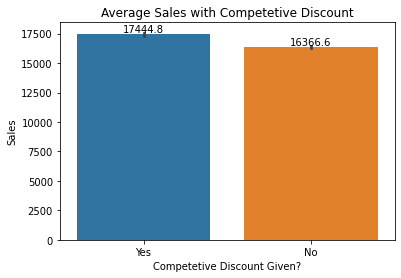 Average Sales with Competetive Discount
17444.8
16366.6
17500
15000
12500
10000
7500
5000
2500
0
Sales
Yes
No
Competetive Discount Given?